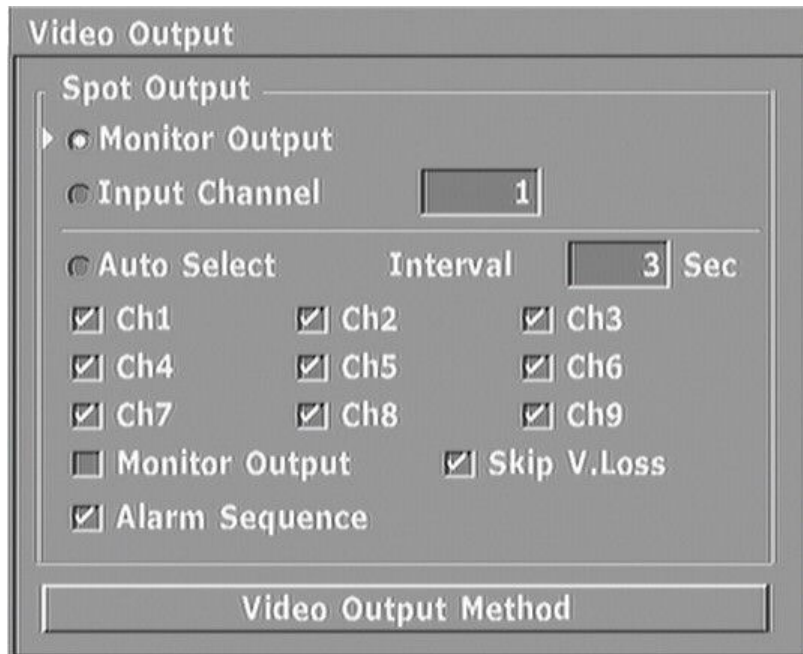 Video Output
Spot Output
Monitor Output
Input Channel 1
Auto Select Interval 3 Sec
Ch1 Ch2 Ch3
Ch4 Ch5 Ch6
Ch7 Ch8 Ch9
Monitor Output Skip V.Loss
Alarm Sequence
Video Output Method